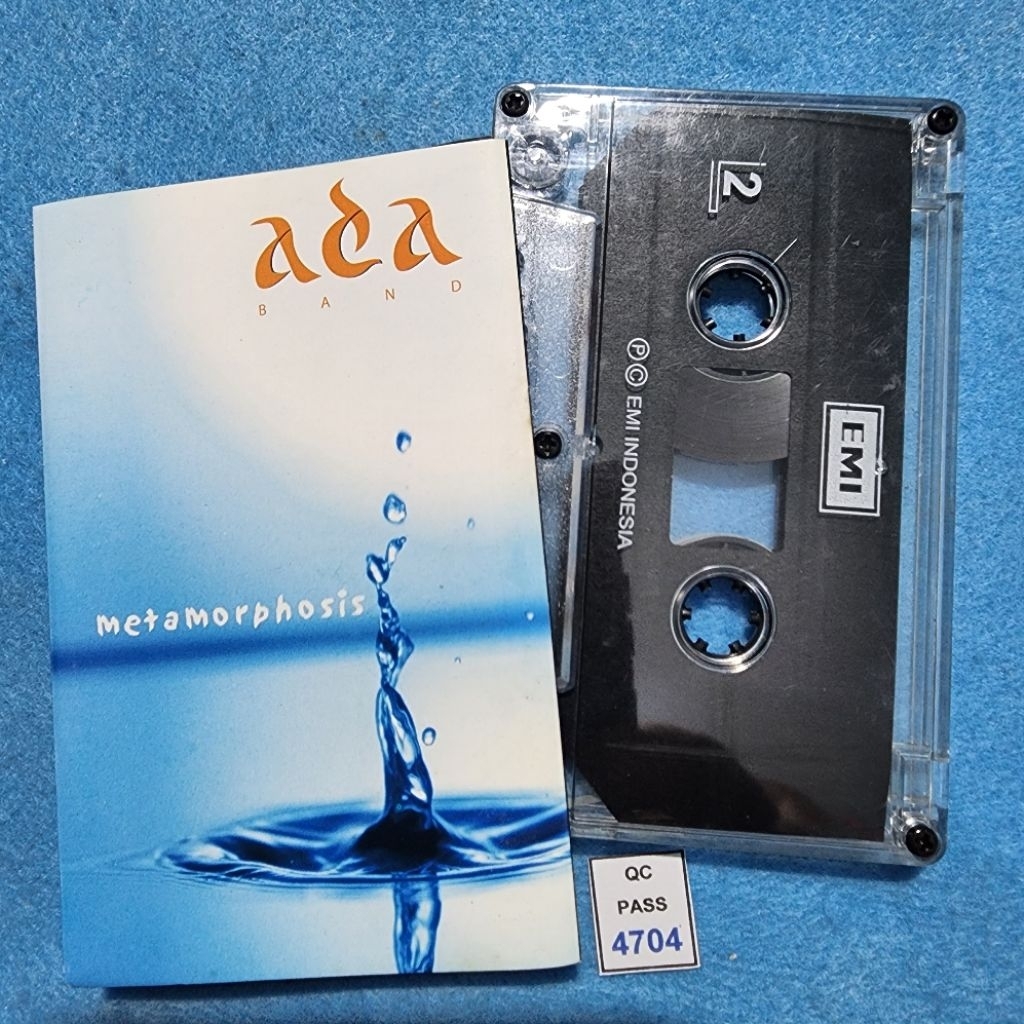 ada
BAND
metamorphosis
2
EMI
Ⓟ© EMI INDONESIA
QC
PASS
4704